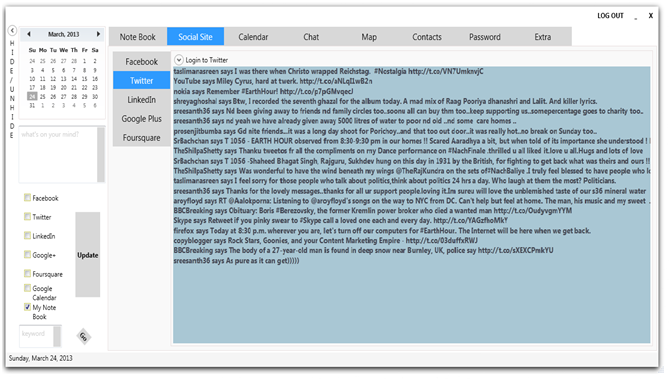 LOG OUT _ X
March, 2013
Su Mo Tu We Th Fr Sa
24 25 26 27 28 1 2
3 4 5 6 7 8 9
10 11 12 13 14 15 16
17 18 19 20 21 22 23
24 25 26 27 28 29 30
31 1 2 3 4 5 6
HIDE/UNHIDE
what's on your mind?
Facebook
Twitter
LinkedIn
Google+
Foursquare
Google Calendar
My Note Book
Update
keyword
Go
Note Book Social Site Calendar Chat Map Contacts Password Extra
Facebook
Twitter
LinkedIn
Google Plus
Foursquare
Login to Twitter
taslimanasreen says I was there when Christo wrapped Reichstag. #Nostalgia http://t.co/VN7UmknvjC
YouTube says Miley Cyrus, hard at twerk. http://t.co/aNLqI1wB2n
nokia says Remember #EarthHour! http://t.co/p7pGMvqecJ
shreyaghoshal says Btw, I recorded the seventh ghazal for the album today. A mad mix of Raag Pooriya dhanashri and Lalit. And killer lyrics.
sreesanth36 says Nd been giving away to friends nd family circles too..soon u all can buy thm too..keep supporting us..somepercentage goes to charity too..
sreesanth36 says nd yeah we have already given away 5000 litres of water to poor nd old ..nd some care homes ..
prosenjitbumba says Gd nite friends...it was a long day shoot for Porichoy..and that too out door..it was really hot..no break on Sunday too..
SrBachchan says T 1056 - EARTH HOUR observed from 8:30-9:30 pm in our homes !! Scared Aaradhya a bit, but when told of its importance she understood !
TheShilpaShetty says Thanku tweetos fr all the compliments on my Dance performance on #NachFinale .thrilled u all liked it.love u all.Hugs and lots of love
SrBachchan says T 1056 -Shaheed Bhagat Singh, Rajguru, Sukhdev hung on this day in 1931 by the British, for fighting to get back what was theirs and ours !!
TheShilpaShetty says Was wonderful to have the wind beneath my wings @TheRajKundra on the sets of#NachBaliye .I truly feel blessed to have people who lo
taslimanasreen says I feel sorry for those people who talk about politics,think about politics 24 hrs a day. Who laugh at them the most? Politicians.
sreesanth36 says Thanks for the lovely messages..thanks for all ur support people.loving it.Ims sureu will love the unblemished taste of our s36 mineral water
aroyfloyd says RT @Aalokporna: Listening to @aroyfloyd's songs on the way to NYC from DC. Can't help but feel at home. The man, his music and my sweet .
BBCBreaking says Obituary: Boris #Berezovsky, the former Kremlin power broker who died a wanted man http://t.co/OudyvgmYYM
Skype says Retweet if you pinky swear to #Skype call a loved one each and every day. http://t.co/YAGzfhoMkY
firefox says Today at 8:30 p.m. wherever you are, let's turn off our computers for #EarthHour. The Internet will be here when we get back.
copyblogger says Rock Stars, Goonies, and your Content Marketing Empire - http://t.co/03duffxRWJ
BBCBreaking says The body of a 27-year-old man is found in deep snow near Burnley, UK, police say http://t.co/sXEXCPmkYU
sreesanth36 says As pure as it can get)))))
Sunday, March 24, 2013